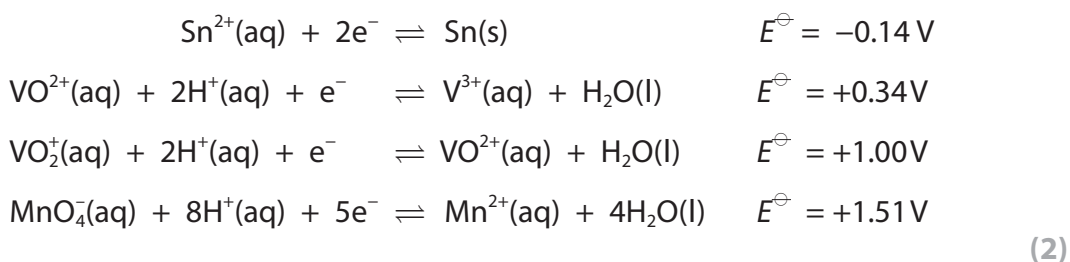 Sn²⁺(aq) + 2e⁻ ⇌ Sn(s) E⦵ = −0.14 V
VO²⁺(aq) + 2H⁺(aq) + e⁻ ⇌ V³⁺(aq) + H₂O(l) E⦵ = +0.34 V
VO₂⁺(aq) + 2H⁺(aq) + e⁻ ⇌ VO²⁺(aq) + H₂O(l) E⦵ = +1.00 V
MnO₄⁻(aq) + 8H⁺(aq) + 5e⁻ ⇌ Mn²⁺(aq) + 4H₂O(l) E⦵ = +1.51 V
(2)